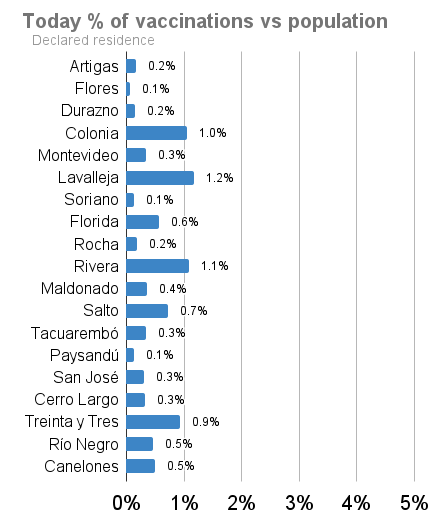 Today % of vaccinations vs population
Declared residence
Artigas 0.2%
Flores 0.1%
Durazno 0.2%
Colonia 1.0%
Montevideo 0.3%
Lavalleja 1.2%
Soriano 0.1%
Florida 0.6%
Rocha 0.2%
Rivera 1.1%
Maldonado 0.4%
Salto 0.7%
Tacuarembó 0.3%
Paysandú 0.1%
San José 0.3%
Cerro Largo 0.3%
Treinta y Tres 0.9%
Río Negro 0.5%
Canelones 0.5%
0% 1% 2% 3% 4% 5%